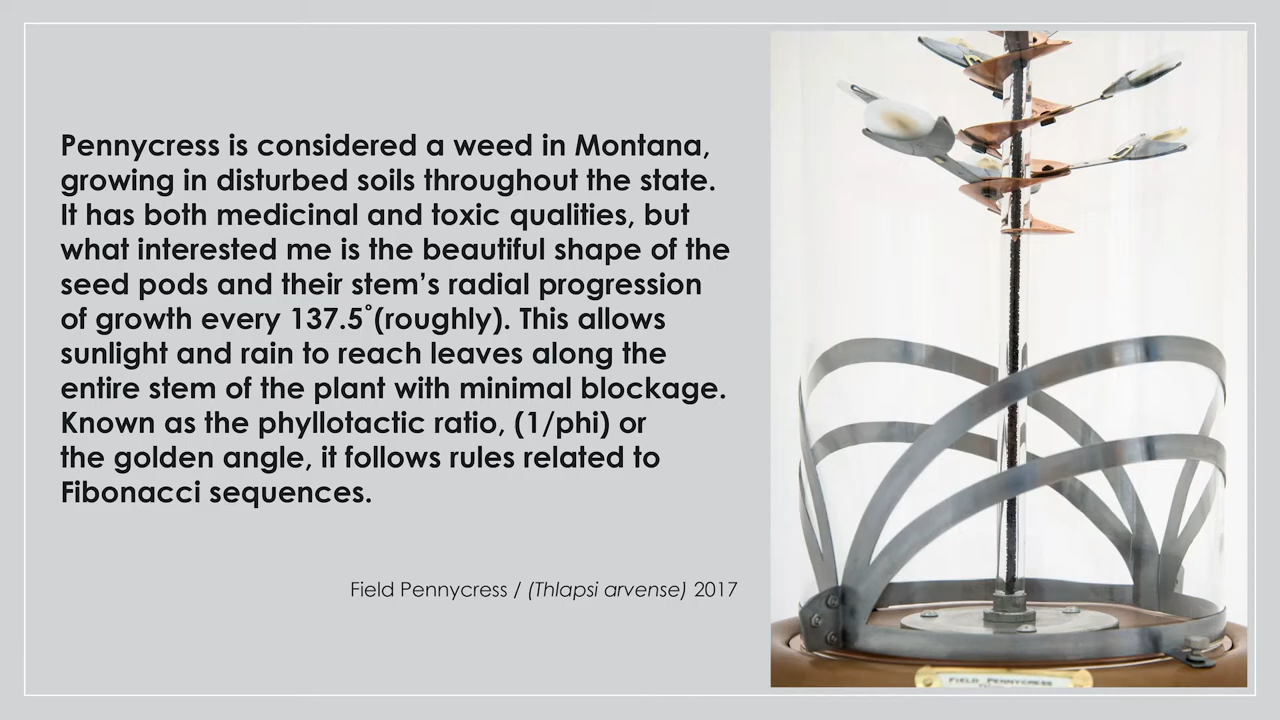 Pennycress is considered a weed in Montana,
growing in disturbed soils throughout the state.
It has both medicinal and toxic qualities, but
what interested me is the beautiful shape of the
seed pods and their stem’s radial progression
of growth every 137.5°(roughly). This allows
sunlight and rain to reach leaves along the
entire stem of the plant with minimal blockage.
Known as the phyllotactic ratio, (1/phi) or
the golden angle, it follows rules related to
Fibonacci sequences.
Field Pennycress / (Thlapsi arvense) 2017
FIELD PENNYCRESS